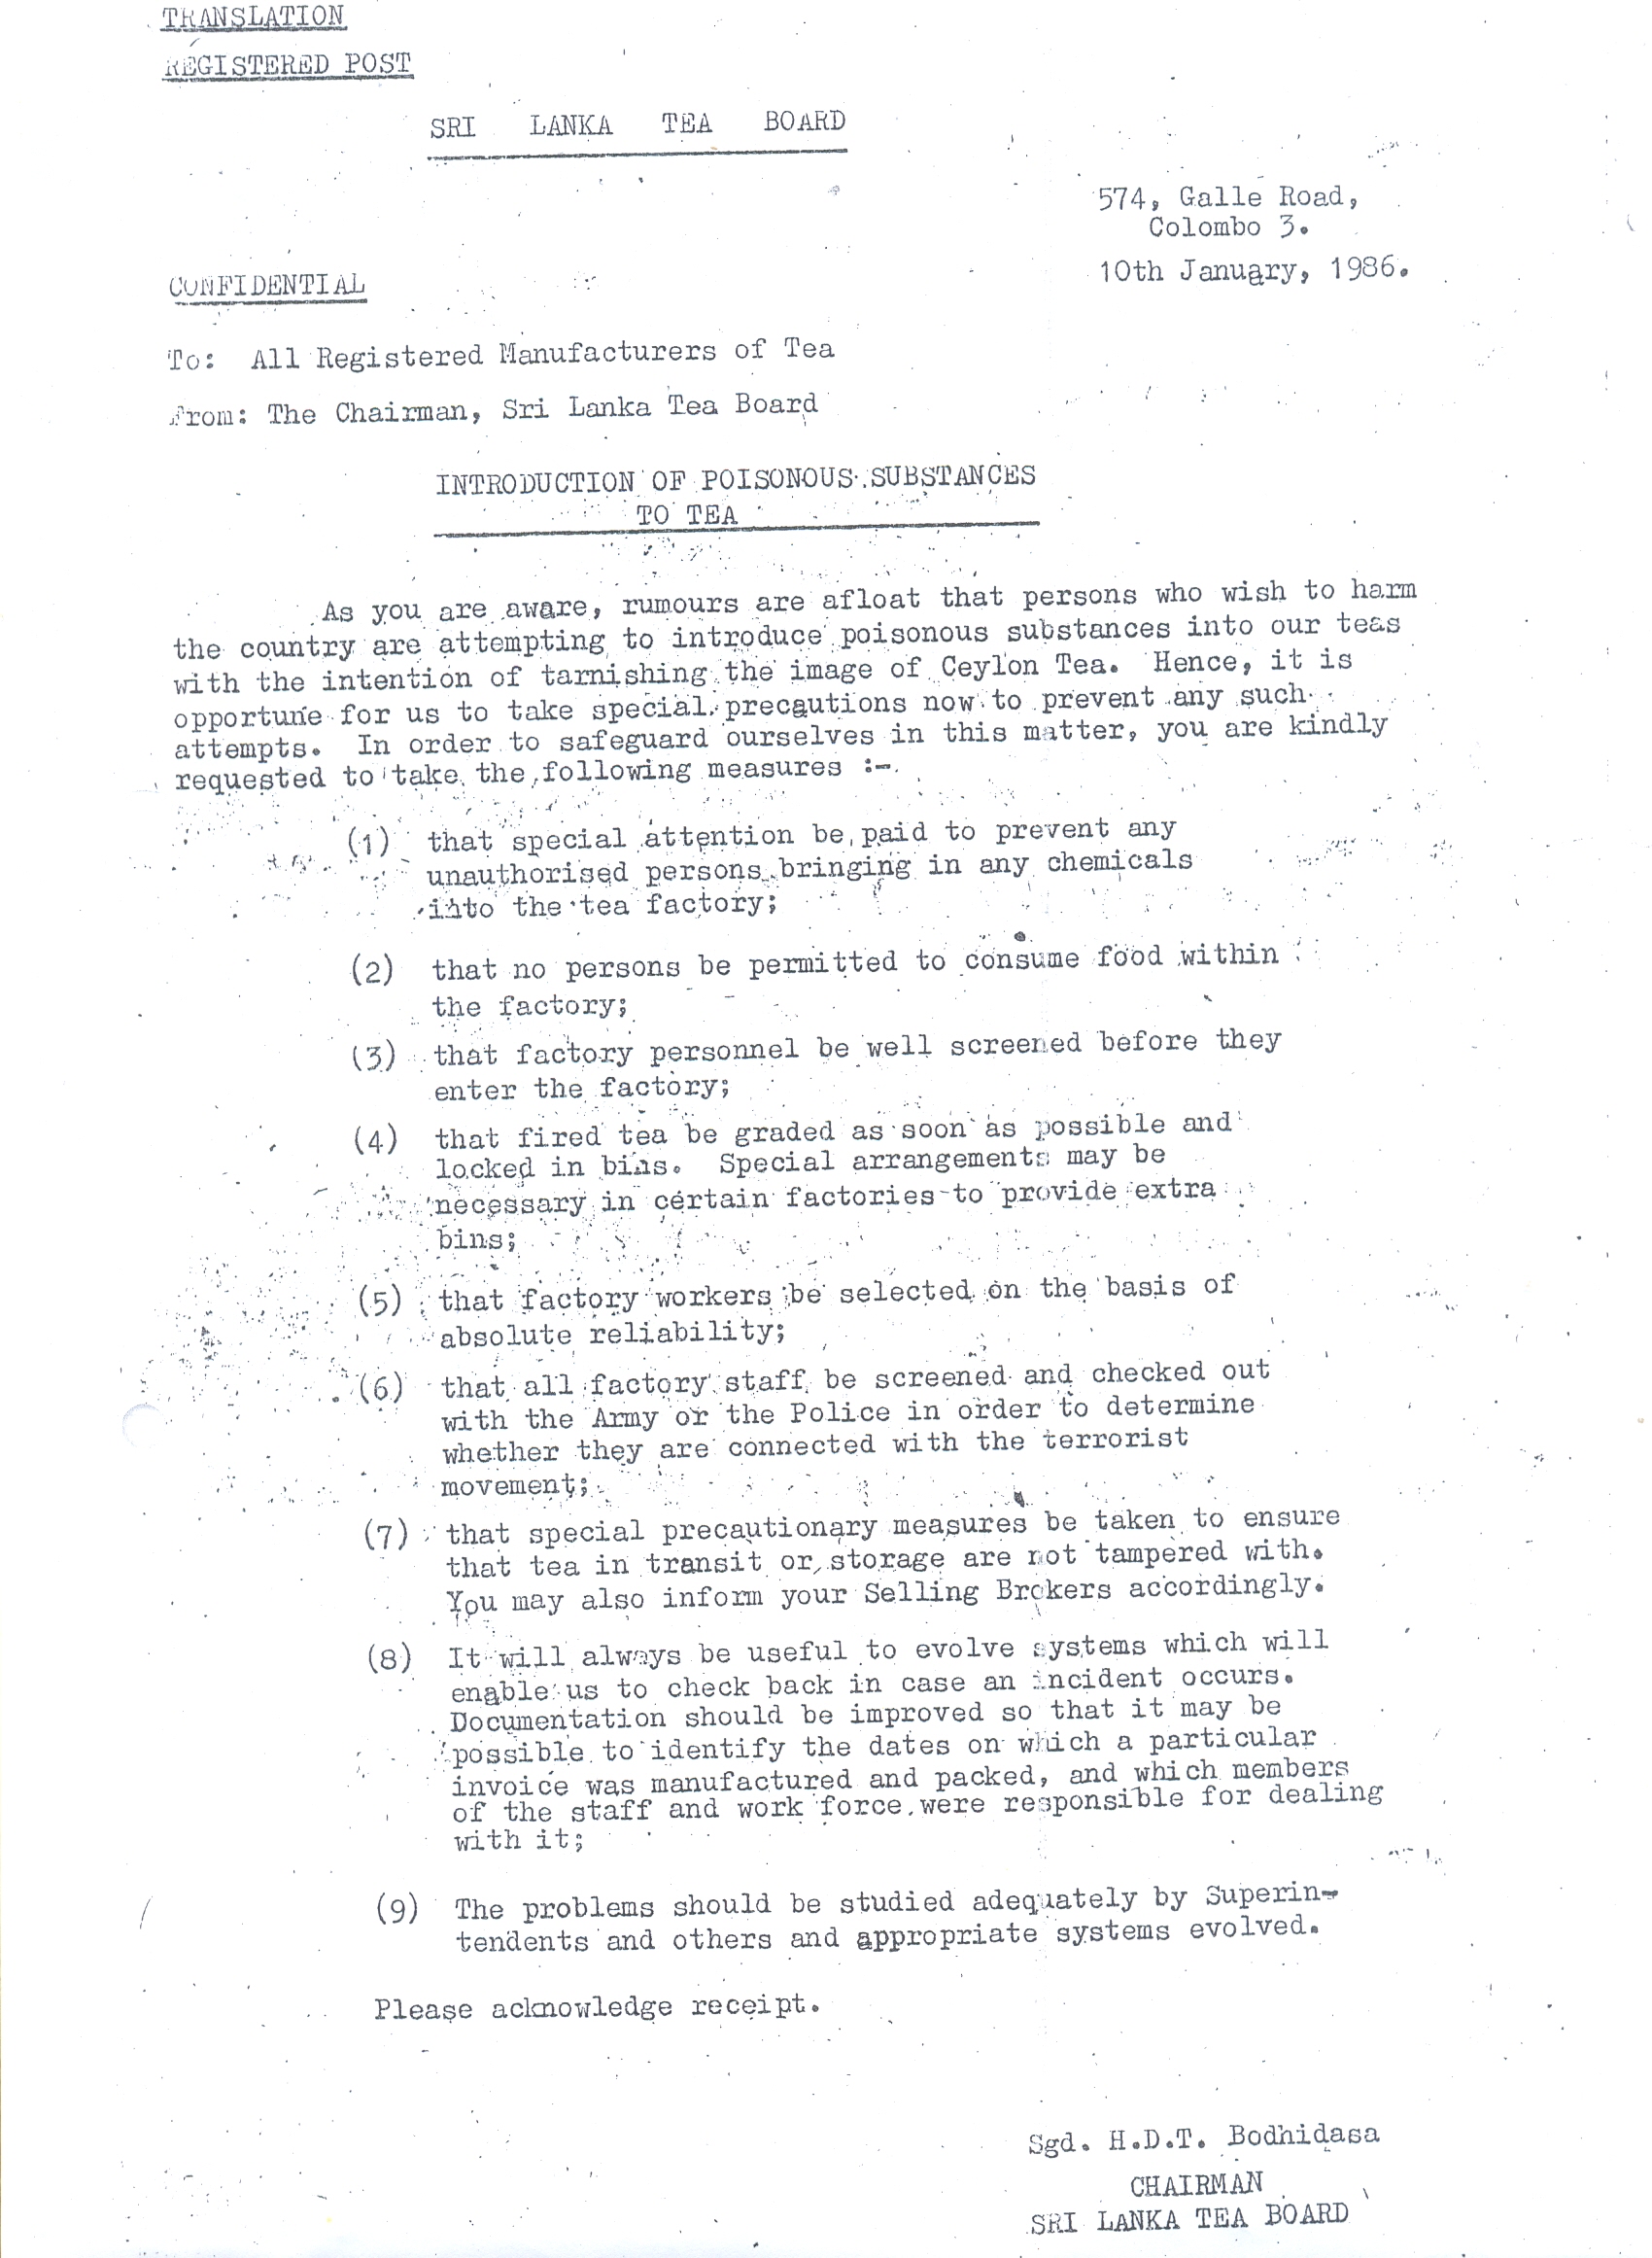 TRANSLATION
REGISTERED POST
SRI LANKA TEA BOARD
574, Galle Road,
Colombo 3.
10th January, 1986.
CONFIDENTIAL
To: All Registered Manufacturers of Tea
From: The Chairman, Sri Lanka Tea Board
INTRODUCTION OF POISONOUS SUBSTANCES
TO TEA
As you are aware, rumours are afloat that persons who wish to harm
the country are attempting to introduce poisonous substances into our teas
with the intention of tarnishing the image of Ceylon Tea. Hence, it is
opportune for us to take special precautions now to prevent any such
attempts. In order to safeguard ourselves in this matter, you are kindly
requested to take the following measures :-
(1) that special attention be paid to prevent any
unauthorised persons bringing in any chemicals
into the tea factory;
(2) that no persons be permitted to consume food within
the factory;
(3) that factory personnel be well screened before they
enter the factory;
(4) that fired tea be graded as soon as possible and
locked in bins. Special arrangements may be
necessary in certain factories to provide extra
bins;
(5) that factory workers be selected on the basis of
absolute reliability;
(6) that all factory staff be screened and checked out
with the Army or the Police in order to determine
whether they are connected with the terrorist
movement;
(7) that special precautionary measures be taken to ensure
that tea in transit or storage are not tampered with.
You may also inform your Selling Brokers accordingly.
(8) It will always be useful to evolve systems which will
enable us to check back in case an incident occurs.
Documentation should be improved so that it may be
possible to identify the dates on which a particular
invoice was manufactured and packed, and which members
of the staff and work force were responsible for dealing
with it;
(9) The problems should be studied adequately by Superin-
tendents and others and appropriate systems evolved.
Please acknowledge receipt.
Sgd. H.D.T. Bodhidasa
CHAIRMAN
SRI LANKA TEA BOARD